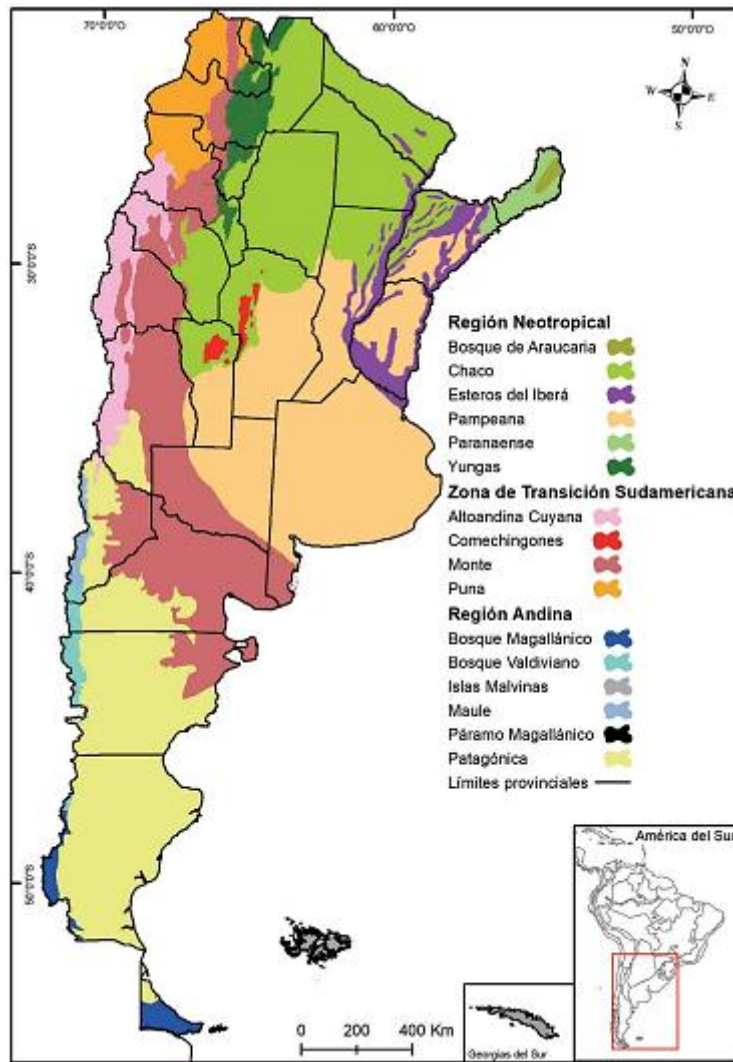 70°0'0"O
60°0'0"O
50°0'0"O
N
W
E
S
30°0'0"S
40°0'0"S
50°0'0"S
Región Neotropical
Bosque de Araucaria
Chaco
Esteros del Iberá
Pampeana
Paranaense
Yungas
Zona de Transición Sudamericana
Altoandina Cuyana
Comechingones
Monte
Puna
Región Andina
Bosque Magallánico
Bosque Valdiviano
Islas Malvinas
Maule
Páramo Magallánico
Patagónica
Límites provinciales
América del Sur
0 200 400 Km
Georgias del Sur